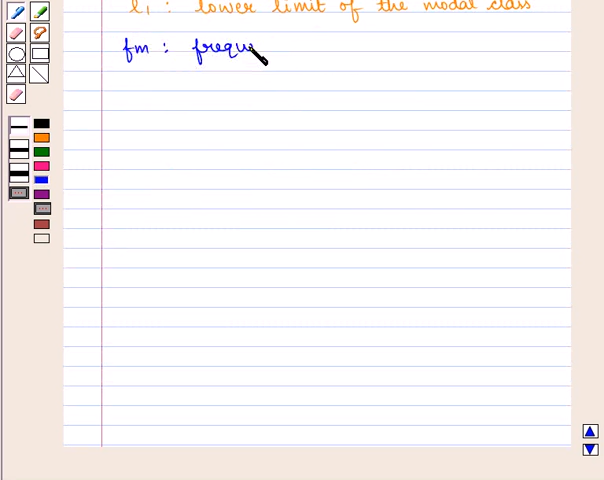 l₁ : lower limit of the modal class
fm : frequ